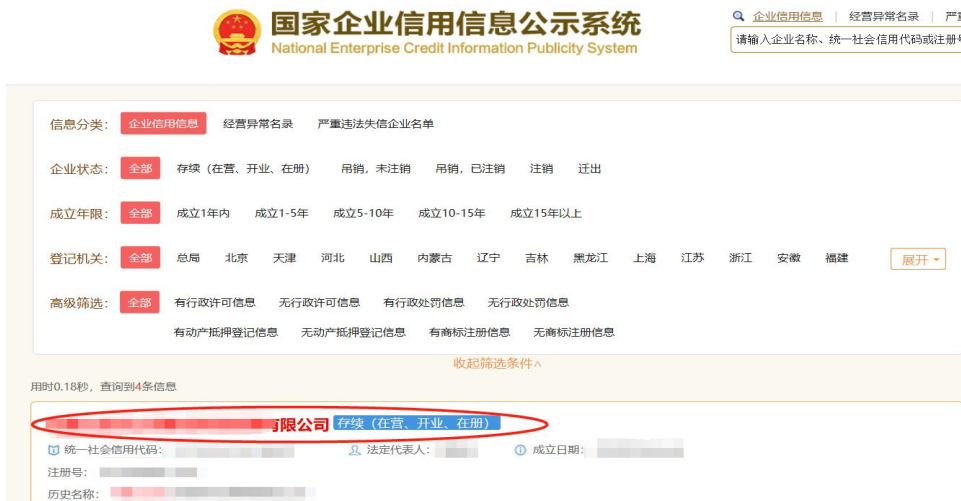 国家企业信用信息公示系统
National Enterprise Credit Information Publicity System
企业信用信息 | 经营异常名录 |
请输入企业名称、统一社会信用代码或注册号
信息分类： 企业信用信息 经营异常名录 严重违法失信企业名单
企业状态： 全部 存续（在营、开业、在册） 吊销，未注销 吊销，已注销 注销 迁出
成立年限： 全部 成立1年内 成立1-5年 成立5-10年 成立10-15年 成立15年以上
登记机关： 全部 总局 北京 天津 河北 山西 内蒙古 辽宁 吉林 黑龙江 上海 江苏 浙江 安徽 福建 展开
高级筛选： 全部 有行政许可信息 无行政许可信息 有行政处罚信息 无行政处罚信息
有动产抵押登记信息 无动产抵押登记信息 有商标注册信息 无商标注册信息
收起筛选条件
用时0.18秒，查询到4条信息
有限公司 存续（在营、开业、在册）
统一社会信用代码： 法定代表人： 成立日期：
注册号：
历史名称：